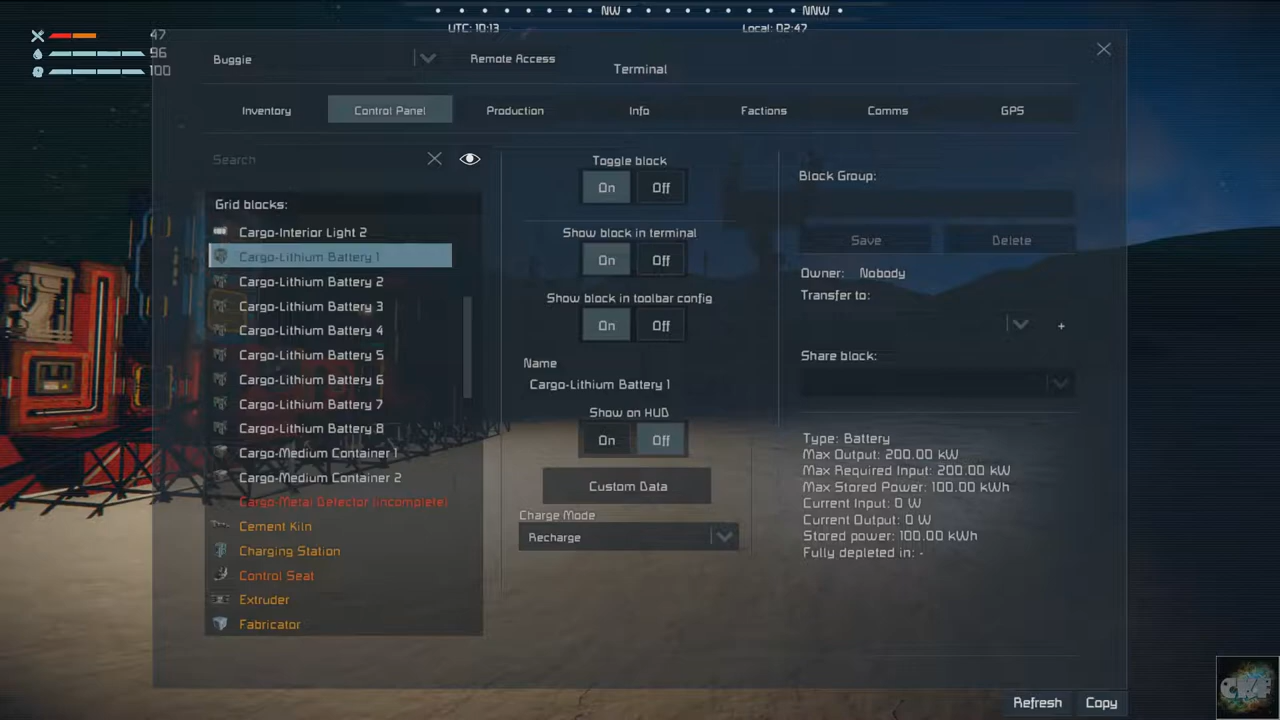 NW
NNW
UTC: 10:13
Local: 02:47
47
96
100
Buggie
Remote Access
Terminal
Inventory
Control Panel
Production
Info
Factions
Comms
GPS
Search
Grid blocks:
Cargo-Interior Light 2
Cargo-Lithium Battery 1
Cargo-Lithium Battery 2
Cargo-Lithium Battery 3
Cargo-Lithium Battery 4
Cargo-Lithium Battery 5
Cargo-Lithium Battery 6
Cargo-Lithium Battery 7
Cargo-Lithium Battery 8
Cargo-Medium Container 1
Cargo-Medium Container 2
Cargo-Metal Detector (Incomplete)
Cement Kiln
Charging Station
Control Seat
Extruder
Fabricator
Toggle block
On Off
Show block in terminal
On Off
Show block in toolbar config
On Off
Name
Cargo-Lithium Battery 1
Show on HUD
On Off
Custom Data
Charge Mode
Recharge
Block Group:
Save Delete
Owner: Nobody
Transfer to:
+
Share block:
Type: Battery
Max Output: 200.00 kW
Max Required Input: 200.00 kW
Max Stored Power: 100.00 kWh
Current Input: 0 W
Current Output: 0 W
Stored power: 100.00 kWh
Fully depleted in: -
Refresh Copy